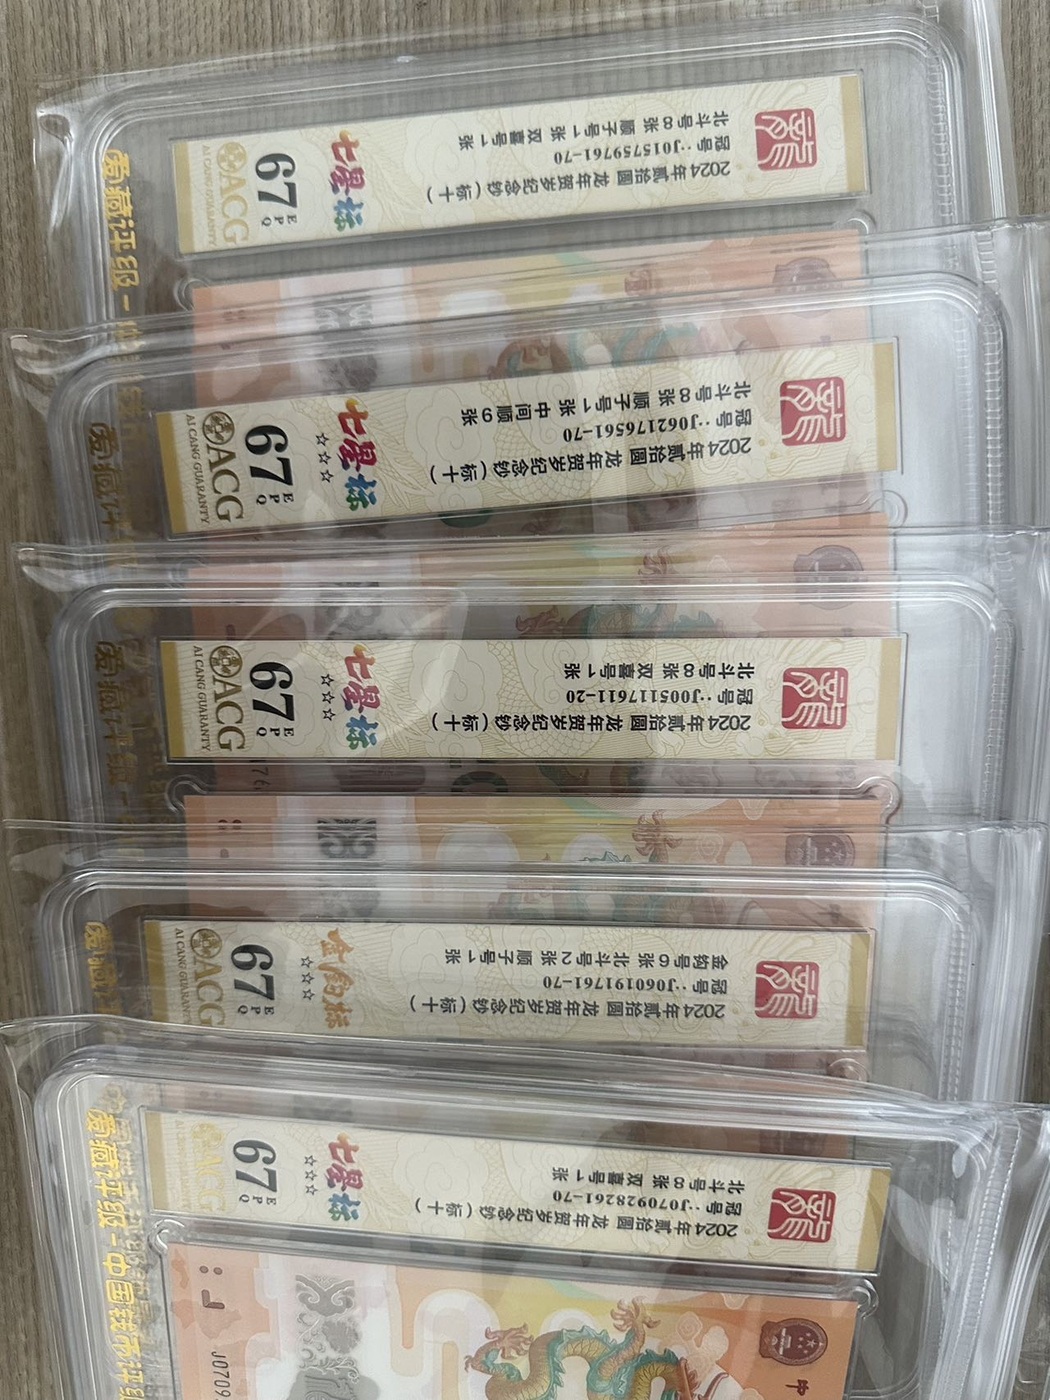 2024年贰拾圆 龙年贺岁纪念钞（标十）
冠号：J015759761-70
北斗号8张 顺子号1张 双喜号1张
七星标
67
EPQ
ACG
2024年贰拾圆 龙年贺岁纪念钞（标十）
冠号：J062176561-70
北斗号8张 顺子号1张 中间顺9张
七星标
☆☆☆
67
EPQ
ACG
AI CANG GUARANTY
2024年贰拾圆 龙年贺岁纪念钞（标十）
冠号：J005117611-20
北斗号8张 双喜号1张
七星标
☆☆☆
67
EPQ
ACG
AI CANG GUARANTY
2024年贰拾圆 龙年贺岁纪念钞（标十）
冠号：J060191761-70
金钩号6张 北斗号2张 顺子号1张
☆☆☆
67
EPQ
ACG
AI CANG GUARANTY
2024年贰拾圆 龙年贺岁纪念钞（标十）
冠号：J070928261-70
北斗号8张 双喜号1张
七星标
☆☆☆
67
EPQ
ACG
J0709
中